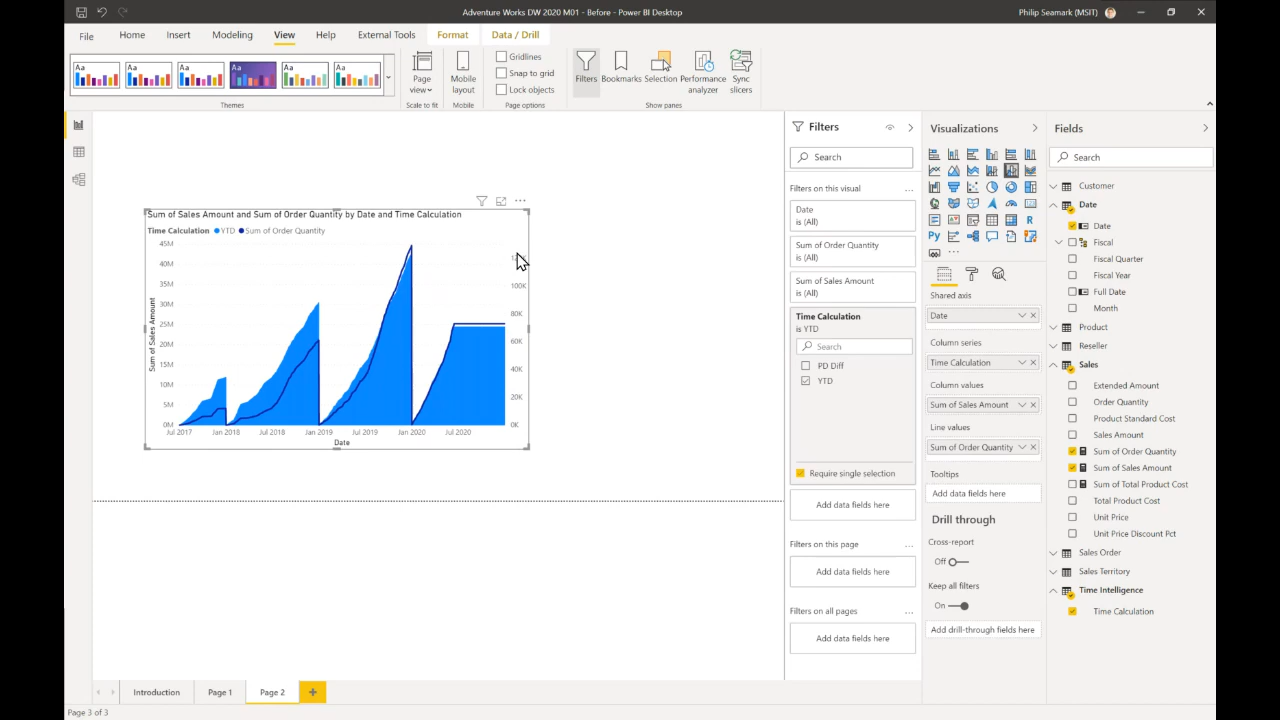 Adventure Works DW 2020 M01 - Before - Power BI Desktop
Philip Seamark (MSIT)
File
Home
Insert
Modeling
View
Help
External Tools
Format
Data / Drill
Aa
Aa
Aa
Aa
Aa
Aa
Themes
Page
view
Scale to fit
Mobile
layout
Mobile
Gridlines
Snap to grid
Lock objects
Page options
Filters
Bookmarks
Selection
Performance
analyzer
Sync
slicers
Show panes
Sum of Sales Amount and Sum of Order Quantity by Date and Time Calculation
Time Calculation YTD Sum of Order Quantity
Sum of Sales Amount
45M
40M
35M
30M
25M
20M
15M
10M
5M
0M
100K
80K
60K
40K
20K
0K
Jul 2017
Jan 2018
Jul 2018
Jan 2019
Jul 2019
Jan 2020
Jul 2020
Date
Filters
Search
Filters on this visual
Date
is (All)
Sum of Order Quantity
is (All)
Sum of Sales Amount
is (All)
Time Calculation
is YTD
Search
PD Diff
YTD
Require single selection
Add data fields here
Filters on this page
Add data fields here
Filters on all pages
Add data fields here
Visualizations
R
Py
Shared axis
Date
Column series
Time Calculation
Column values
Sum of Sales Amount
Line values
Sum of Order Quantity
Tooltips
Add data fields here
Drill through
Cross-report
Off
Keep all filters
On
Add drill-through fields here
Fields
Search
Customer
Date
Date
Fiscal
Fiscal Quarter
Fiscal Year
Full Date
Month
Product
Reseller
Sales
Extended Amount
Order Quantity
Product Standard Cost
Sales Amount
Sum of Order Quantity
Sum of Sales Amount
Sum of Total Product Cost
Total Product Cost
Unit Price
Unit Price Discount Pct
Sales Order
Sales Territory
Time Intelligence
Time Calculation
Introduction
Page 1
Page 2
Page 3 of 3